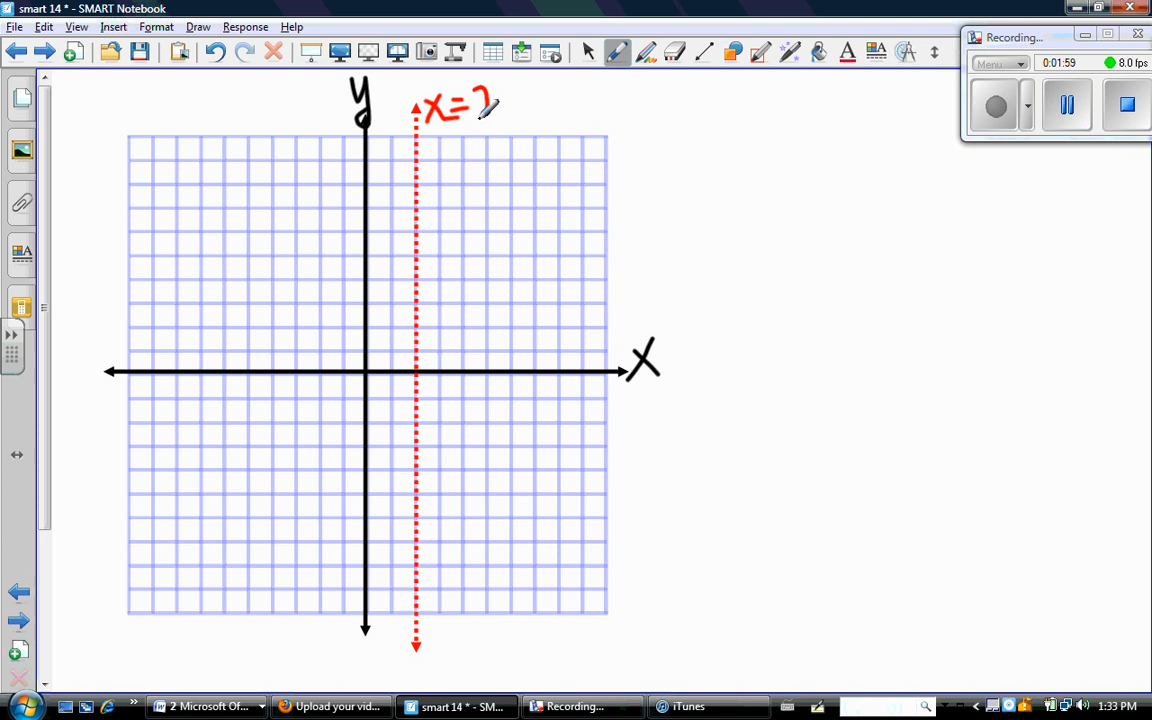 smart 14 * - SMART Notebook
File Edit View Insert Format Draw Response Help
Recording...
Menu 0:01:59 8.0 fps
y
x=
x
2 Microsoft Of... Upload your vid... smart 14 * - SM... Recording... iTunes 1:33 PM